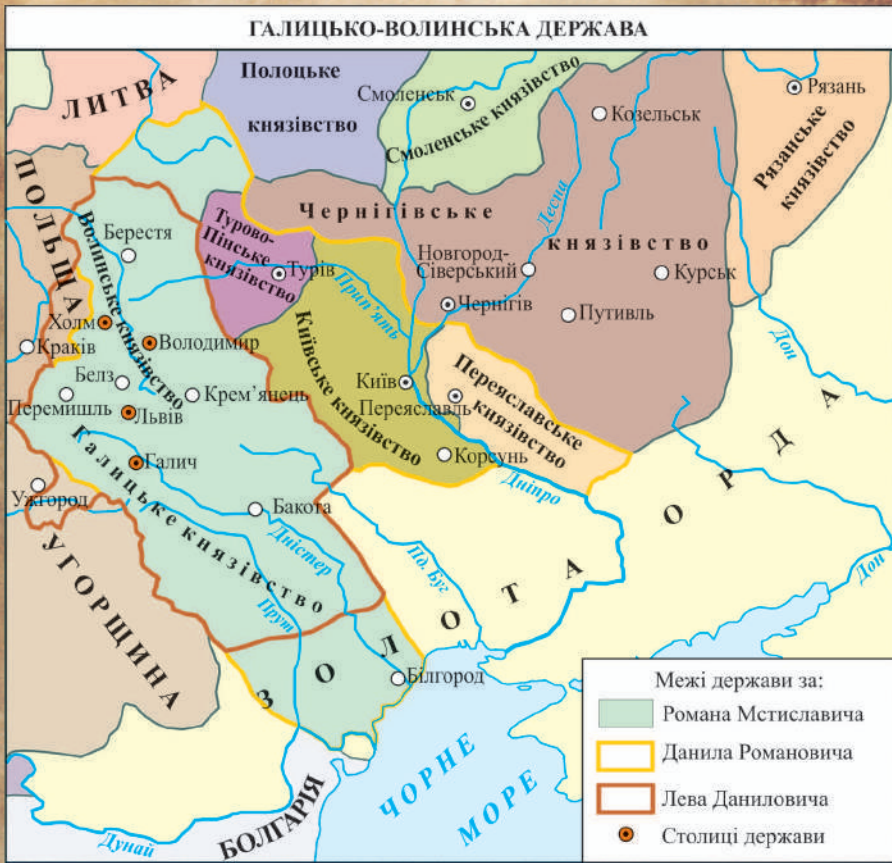 ГАЛИЦЬКО-ВОЛИНСЬКА ДЕРЖАВА
ЛИТВА
Полоцьке
князівство
Смоленськ
Смоленське князівство
Козельськ
Рязань
Рязанське
князівство
ПОЛЬЩА
Волинське князівство
Берестя
Турово-
Пінське
князівство
Турів
Чернігівське
князівство
Десна
Новгород-
Сіверський
Чернігів
Курськ
Путивль
Прип'ять
Дон
Холм
Володимир
Краків
Белз
Крем'янець
Перемишль
Львів
Київське князівство
Київ
Переяславль
Переяславське
князівство
Корсунь
Галич
Галицьке князівство
Ужгород
Бакота
Дністер
Прут
Пд. Буг
Дніпро
ЗОЛОТА ОРДА
Дон
УГОРЩИНА
Білгород
ЧОРНЕ
МОРЕ
БОЛГАРІЯ
Дунай
Межі держави за:
Романа Мстиславича
Данила Романовича
Лева Даниловича
Столиці держави